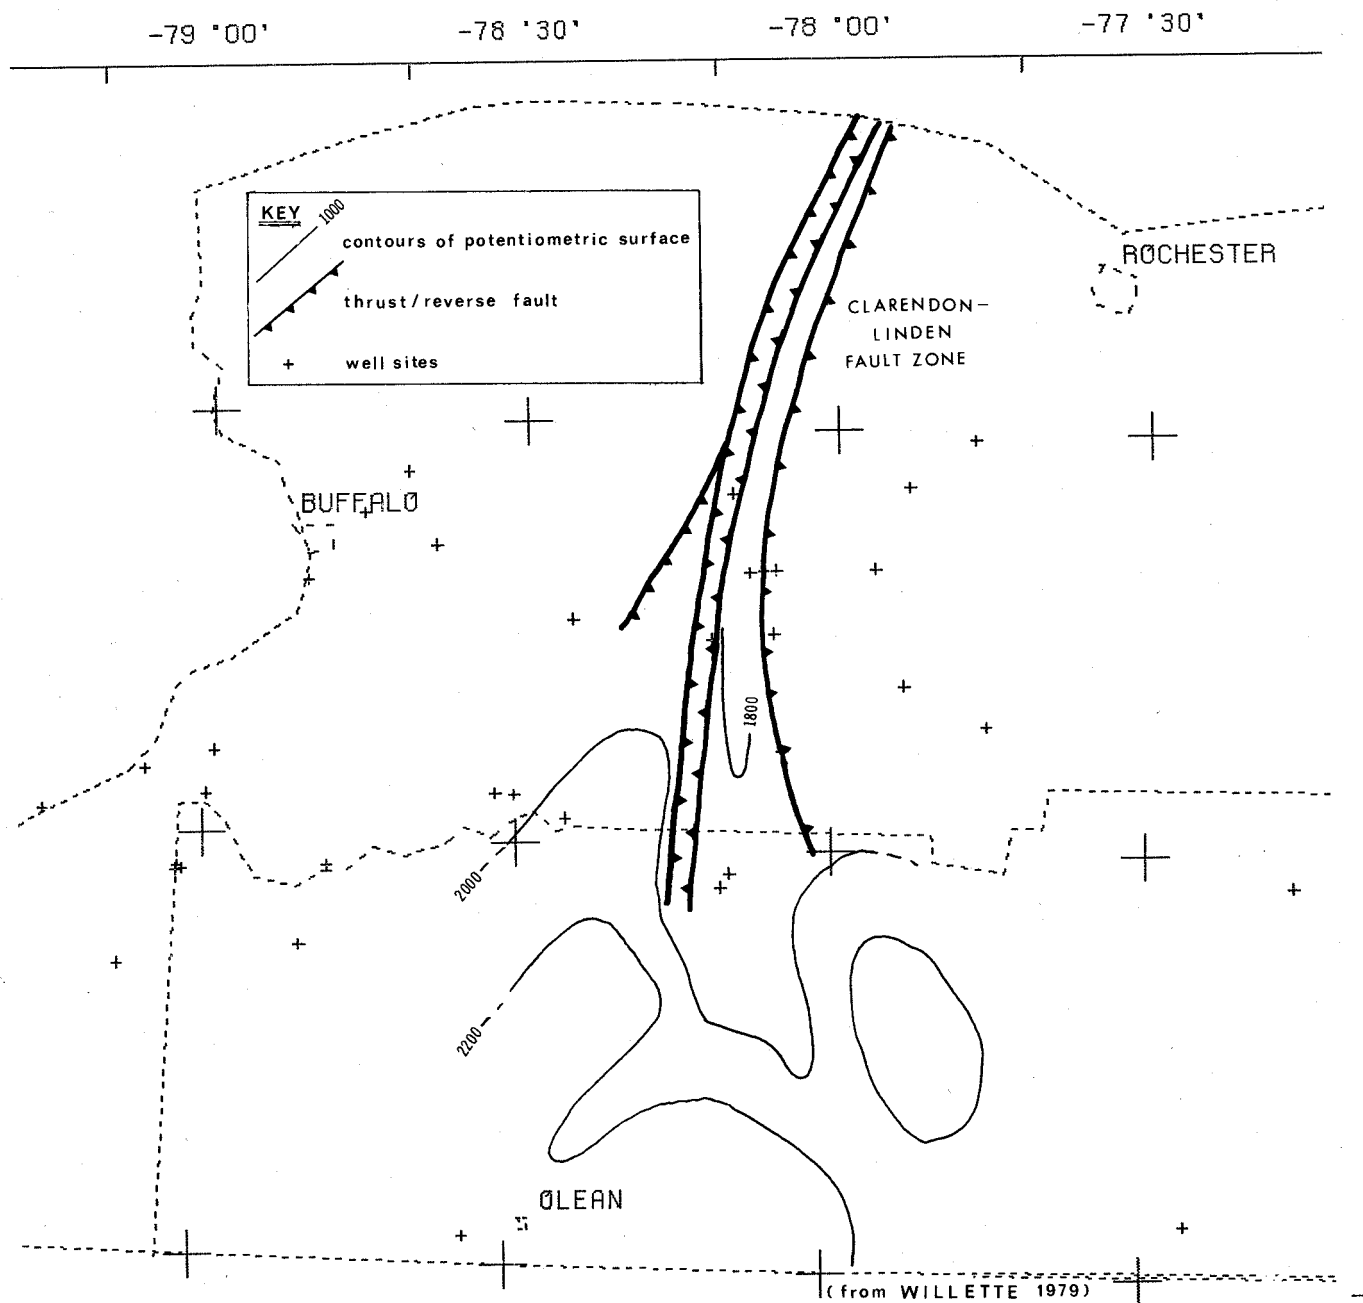 -79 °00' -78 °30' -78 °00' -77 °30'
KEY
1000
contours of potentiometric surface
thrust/reverse fault
+ well sites
ROCHESTER
CLARENDON–
LINDEN
FAULT ZONE
BUFFALO
1800
2000
2200
OLEAN
(from WILLETTE 1979)